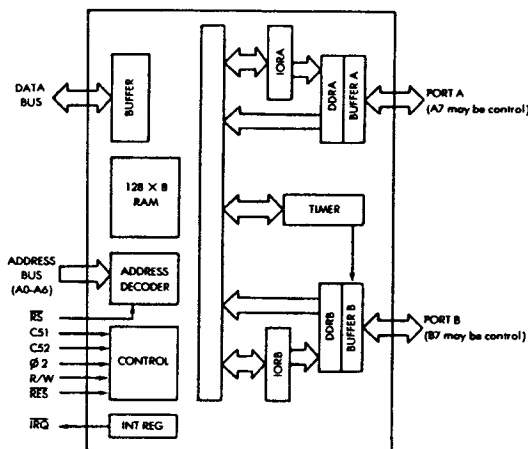 DATA
BUS
BUFFER
128 × 8
RAM
ADDRESS
BUS
(A0-A6)
ADDRESS
DECODER
RS
CS1
CS2
Ø2
R/W
RES
CONTROL
IRQ
INT REG
IORA
DDRA
BUFFER A
PORT A
(A7 may be control)
TIMER
DDRB
BUFFER B
IORB
PORT B
(B7 may be control)